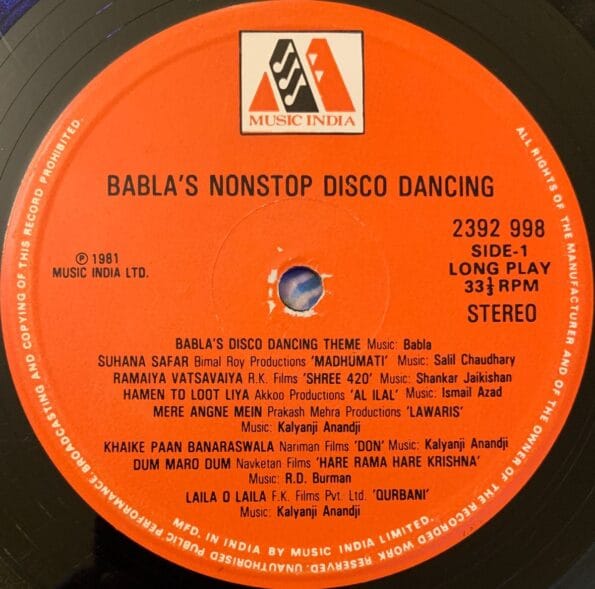 MUSIC INDIA
BABLA'S NONSTOP DISCO DANCING
℗ 1981
MUSIC INDIA LTD.
2392 998
SIDE-1
LONG PLAY
33⅓ RPM
STEREO
BABLA'S DISCO DANCING THEME Music: Babla
SUHANA SAFAR Bimal Roy Productions 'MADHUMATI' Music: Salil Chaudhary
RAMAIYA VATSAVAIYA R.K. Films 'SHREE 420' Music: Shankar Jaikishan
HAMEN TO LOOT LIYA Akkoo Productions 'AL ILAL' Music: Ismail Azad
MERE ANGNE MEIN Prakash Mehra Productions 'LAWARIS'
Music: Kalyanji Anandji
KHAIKE PAAN BANARASWALA Nariman Films 'DON' Music: Kalyanji Anandji
DUM MARO DUM Navketan Films 'HARE RAMA HARE KRISHNA'
Music: R.D. Burman
LAILA O LAILA F.K. Films Pvt. Ltd. 'QURBANI'
Music: Kalyanji Anandji
MFD. IN INDIA BY MUSIC INDIA LIMITED.
ALL RIGHTS OF THE MANUFACTURER AND OF THE OWNER OF THE RECORDED WORK RESERVED. UNAUTHORISED PUBLIC PERFORMANCE BROADCASTING AND COPYING OF THIS RECORD PROHIBITED.